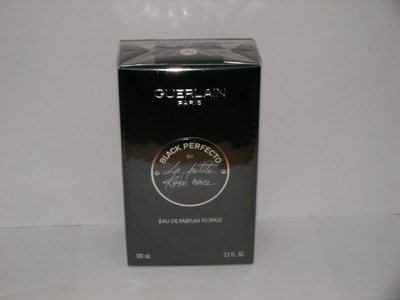 GUERLAIN
PARIS
BLACK PERFECTO
BY
La petite
Robe noire
EAU DE PARFUM FLORALE
100 mL
3.3 FL. OZ.